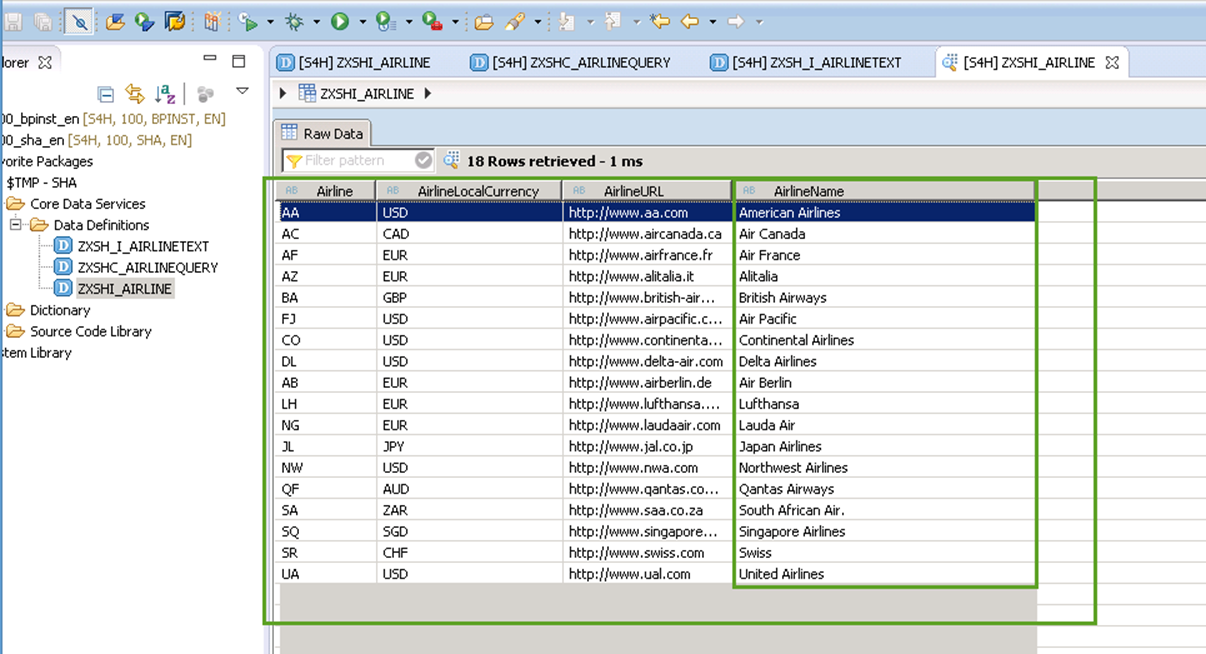 [S4H] ZXSHI_AIRLINE [S4H] ZXSHC_AIRLINEQUERY [S4H] ZXSH_I_AIRLINETEXT [S4H] ZXSHI_AIRLINE
lorer
ZXSHI_AIRLINE
00_bpinst_en [S4H, 100, BPINST, EN]
00_sha_en [S4H, 100, SHA, EN]
vorite Packages
$TMP - SHA
Core Data Services
Data Definitions
ZXSH_I_AIRLINETEXT
ZXSHC_AIRLINEQUERY
ZXSHI_AIRLINE
Dictionary
Source Code Library
stem Library
Raw Data
Filter pattern 18 Rows retrieved - 1 ms
AB Airline AB AirlineLocalCurrency AB AirlineURL AB AirlineName
AA USD http://www.aa.com American Airlines
AC CAD http://www.aircanada.ca Air Canada
AF EUR http://www.airfrance.fr Air France
AZ EUR http://www.alitalia.it Alitalia
BA GBP http://www.british-air... British Airways
FJ USD http://www.airpacific.c... Air Pacific
CO USD http://www.continenta... Continental Airlines
DL USD http://www.delta-air.com Delta Airlines
AB EUR http://www.airberlin.de Air Berlin
LH EUR http://www.lufthansa.... Lufthansa
NG EUR http://www.laudaair.com Lauda Air
JL JPY http://www.jal.co.jp Japan Airlines
NW USD http://www.nwa.com Northwest Airlines
QF AUD http://www.qantas.co... Qantas Airways
SA ZAR http://www.saa.co.za South African Air.
SQ SGD http://www.singapore... Singapore Airlines
SR CHF http://www.swiss.com Swiss
UA USD http://www.ual.com United Airlines